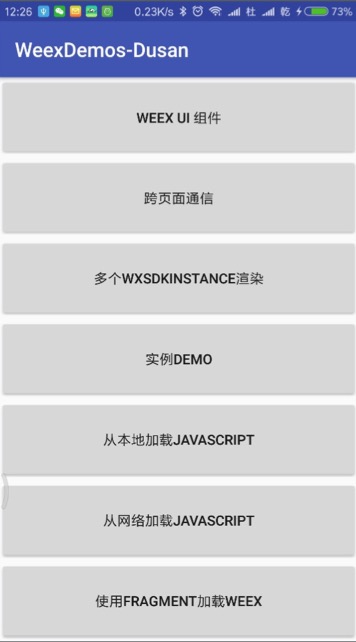 12:26 0.23K/s 杜 乾 73%
WeexDemos-Dusan
WEEX UI 组件
跨页面通信
多个WXSDKINSTANCE渲染
实例DEMO
从本地加载JAVASCRIPT
从网络加载JAVASCRIPT
使用FRAGMENT加载WEEX